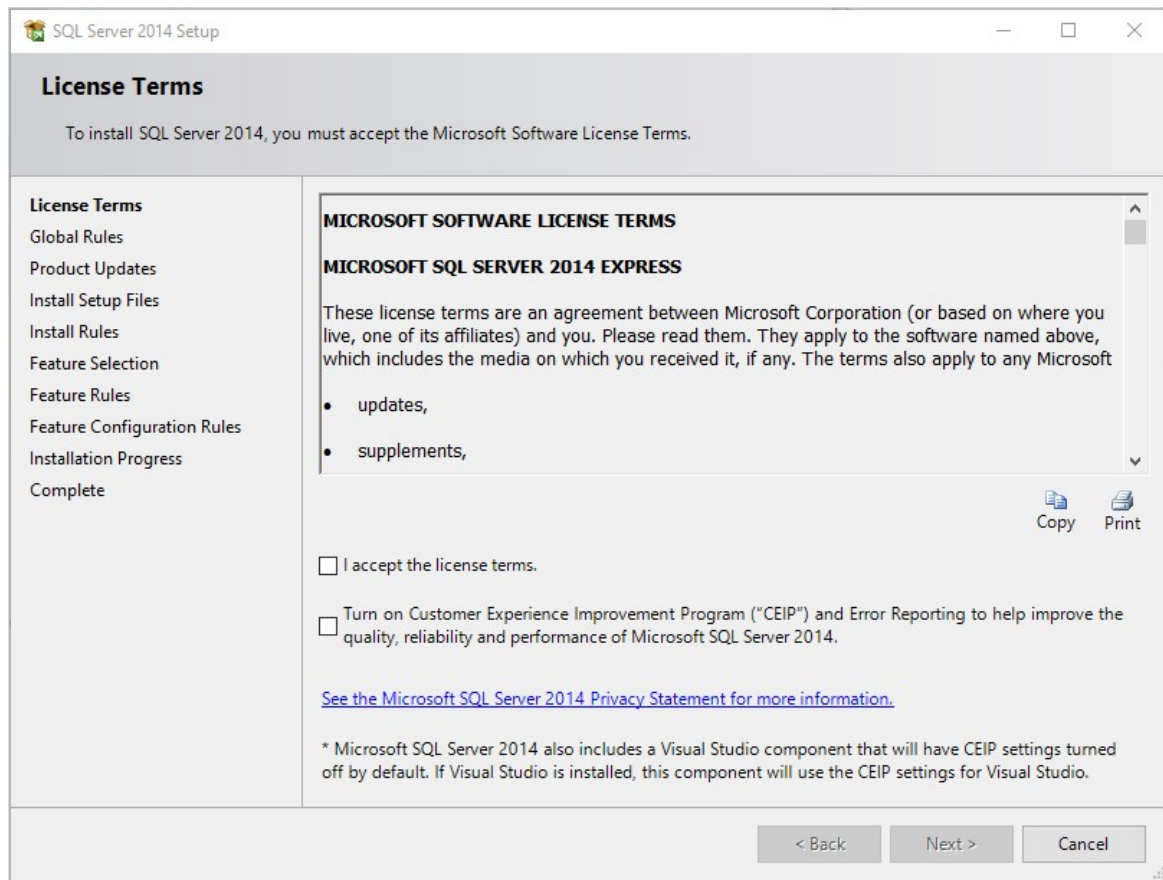 SQL Server 2014 Setup
License Terms
To install SQL Server 2014, you must accept the Microsoft Software License Terms.
License Terms
Global Rules
Product Updates
Install Setup Files
Install Rules
Feature Selection
Feature Rules
Feature Configuration Rules
Installation Progress
Complete
MICROSOFT SOFTWARE LICENSE TERMS
MICROSOFT SQL SERVER 2014 EXPRESS
These license terms are an agreement between Microsoft Corporation (or based on where you
live, one of its affiliates) and you. Please read them. They apply to the software named above,
which includes the media on which you received it, if any. The terms also apply to any Microsoft
• updates,
• supplements,
Copy Print
I accept the license terms.
Turn on Customer Experience Improvement Program (“CEIP”) and Error Reporting to help improve the
quality, reliability and performance of Microsoft SQL Server 2014.
See the Microsoft SQL Server 2014 Privacy Statement for more information.
* Microsoft SQL Server 2014 also includes a Visual Studio component that will have CEIP settings turned
off by default. If Visual Studio is installed, this component will use the CEIP settings for Visual Studio.
< Back Next > Cancel